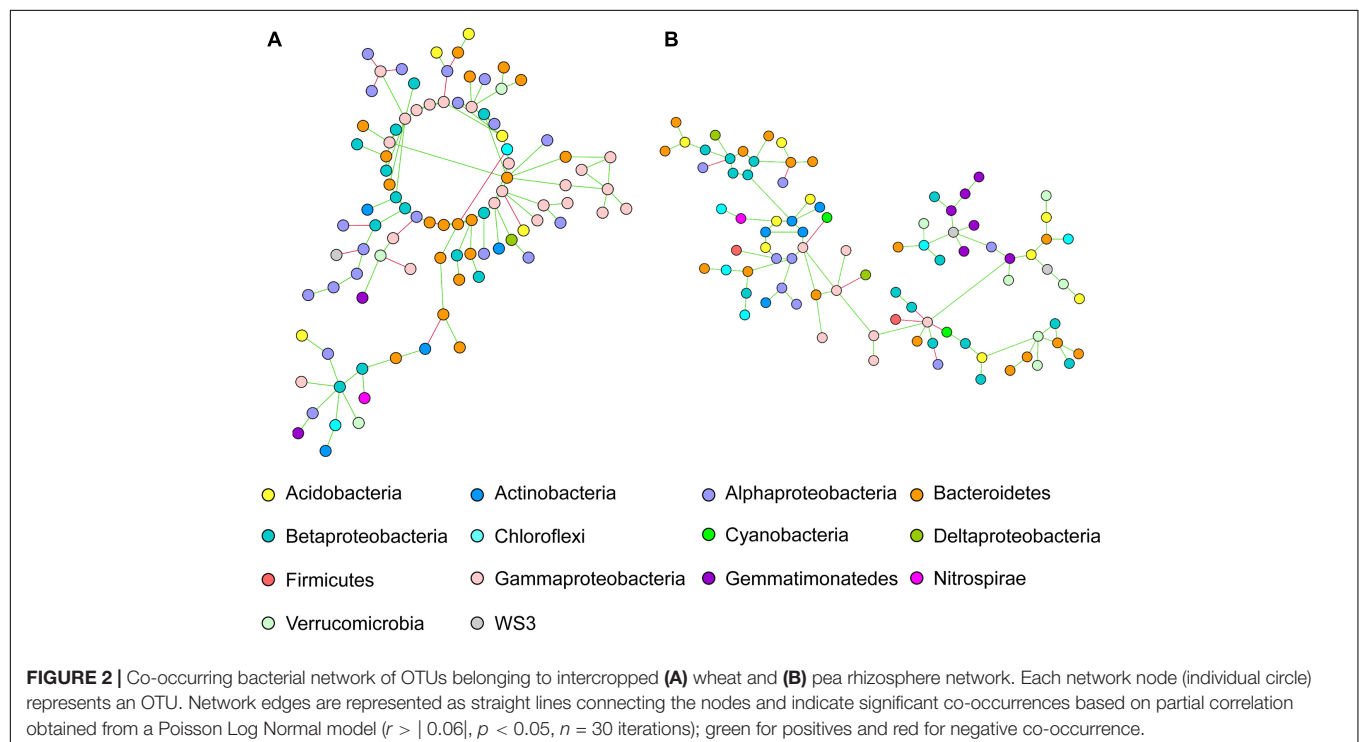 A
B
Acidobacteria Actinobacteria Alphaproteobacteria Bacteroidetes
Betaproteobacteria Chloroflexi Cyanobacteria Deltaproteobacteria
Firmicutes Gammaproteobacteria Gemmatimonatedes Nitrospirae
Verrucomicrobia WS3
FIGURE 2 | Co-occurring bacterial network of OTUs belonging to intercropped (A) wheat and (B) pea rhizosphere network. Each network node (individual circle)
represents an OTU. Network edges are represented as straight lines connecting the nodes and indicate significant co-occurrences based on partial correlation
obtained from a Poisson Log Normal model (r > | 0.06|, p < 0.05, n = 30 iterations); green for positives and red for negative co-occurrence.